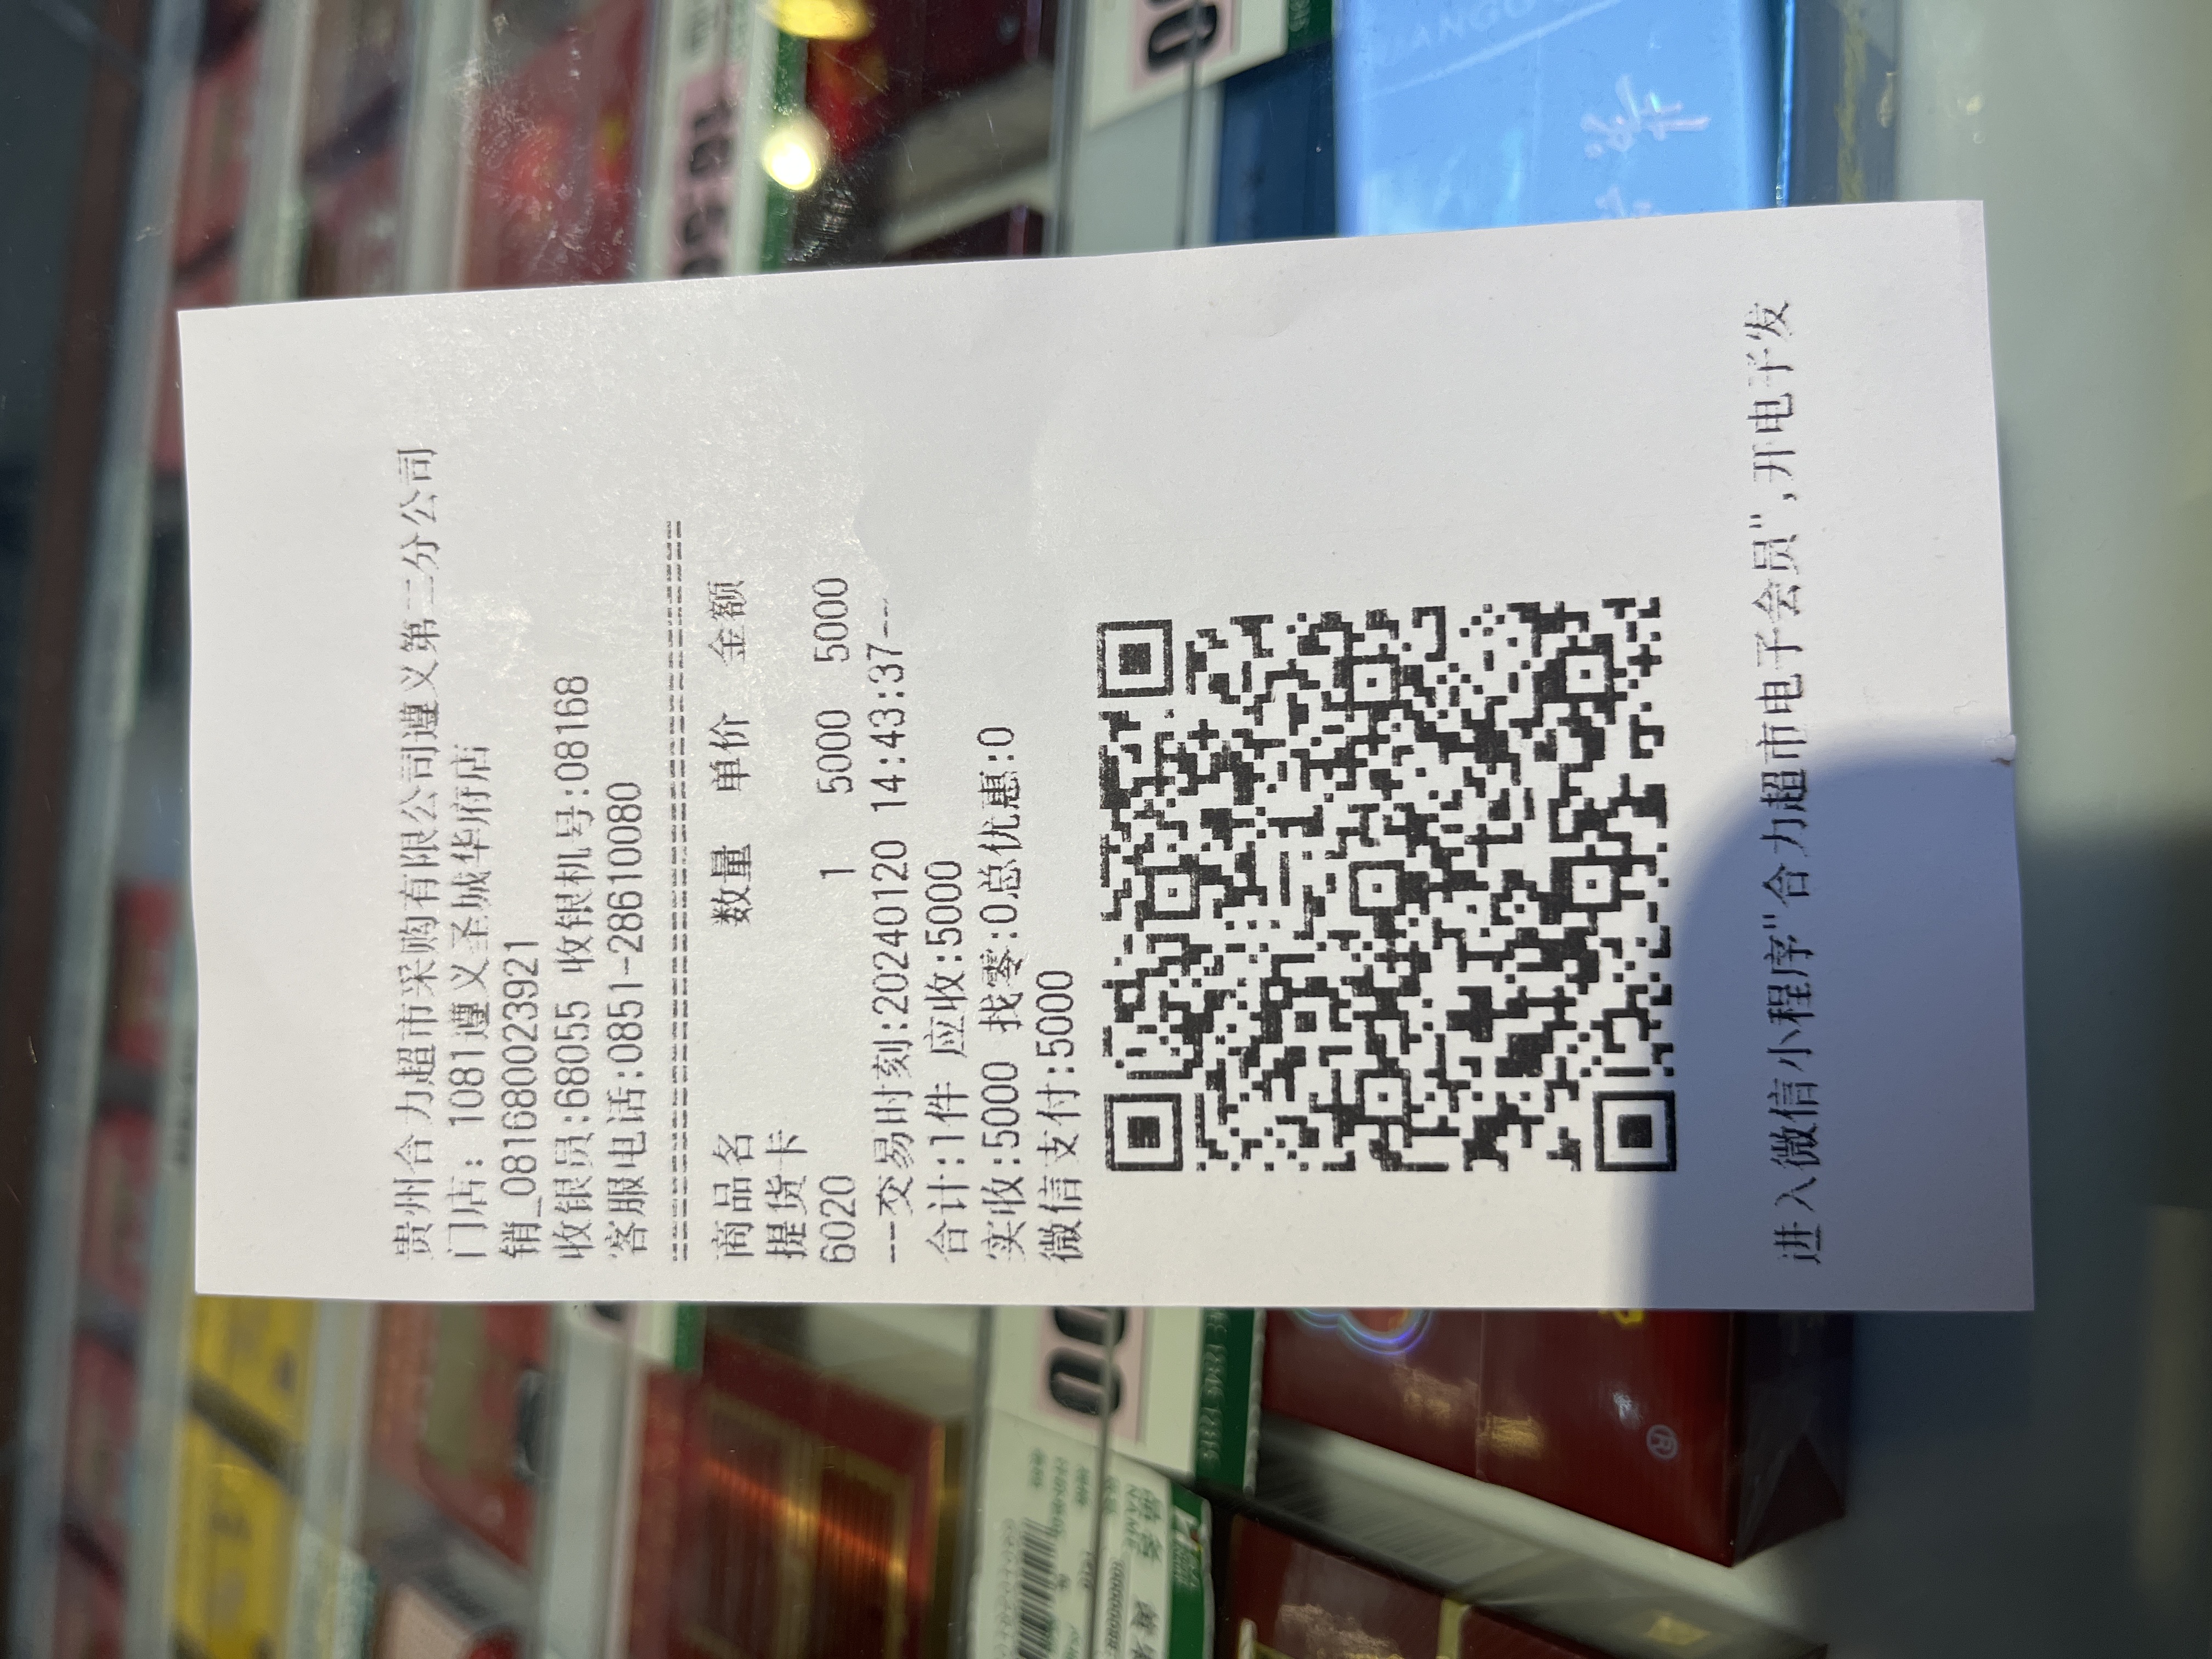 贵州合力超市采购有限公司遵义第二分公司
门店: 1081遵义圣城华府店
销_0816800023921
收银员:68055 收银机号:08168
客服电话:0851-28610080
==========================================
商品名 数量 单价 金额
提货卡
6020 1 5000 5000
--交易时刻:20240120 14:43:37--
合计:1件 应收:5000
实收:5000 找零:0总优惠:0
微信支付:5000
进入微信小程序"合力超市电子会员",开电子发